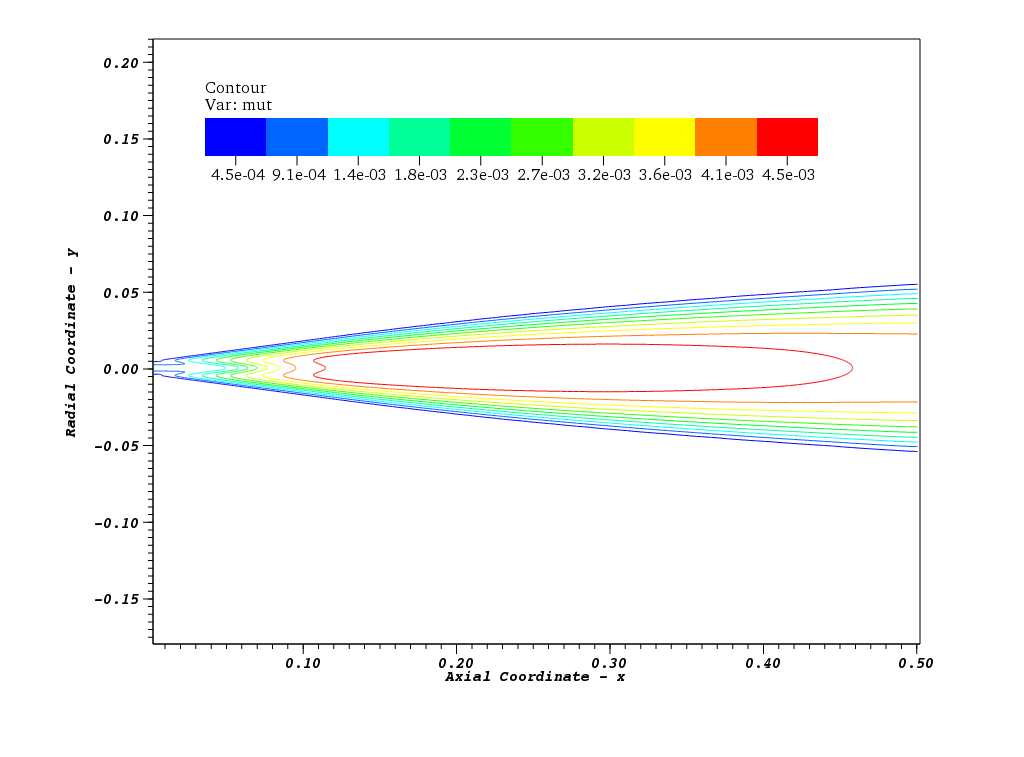 Contour
Var: mut
4.5e-04 9.1e-04 1.4e-03 1.8e-03 2.3e-03 2.7e-03 3.2e-03 3.6e-03 4.1e-03 4.5e-03
0.20
0.15
0.10
0.05
0.00
-0.05
-0.10
-0.15
Radial Coordinate - y
0.10 0.20 0.30 0.40 0.50
Axial Coordinate - x